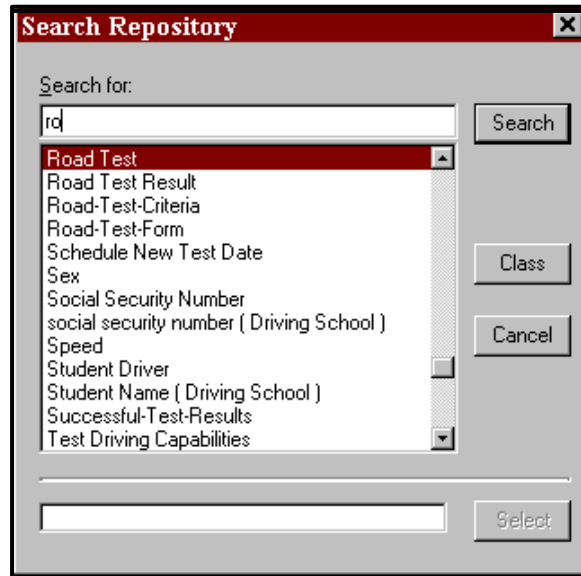 Search Repository
Search for:
ro
Search
Road Test
Road Test Result
Road-Test-Criteria
Road-Test-Form
Schedule New Test Date
Class
Sex
Social Security Number
social security number ( Driving School )
Cancel
Speed
Student Driver
Student Name ( Driving School )
Successful-Test-Results
Test Driving Capabilities
Select